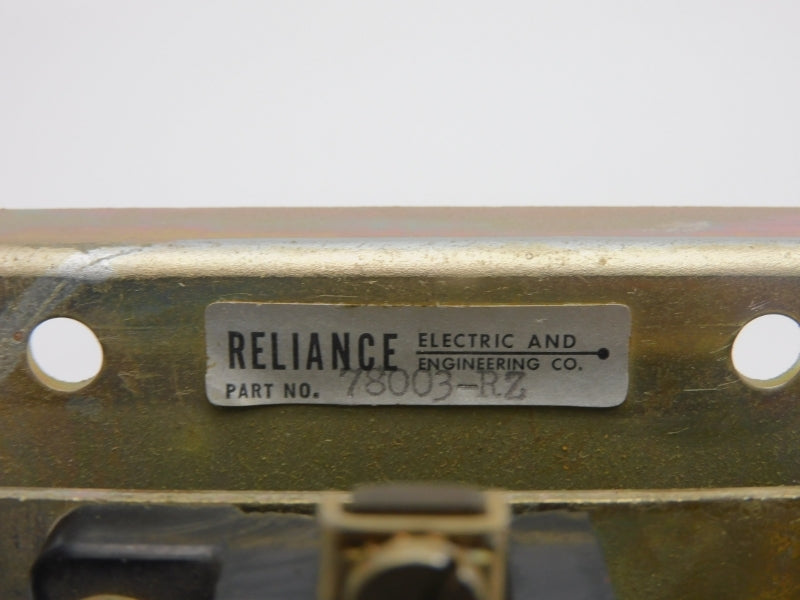 RELIANCE ELECTRIC AND
ENGINEERING CO.
PART NO. 78003-RZ